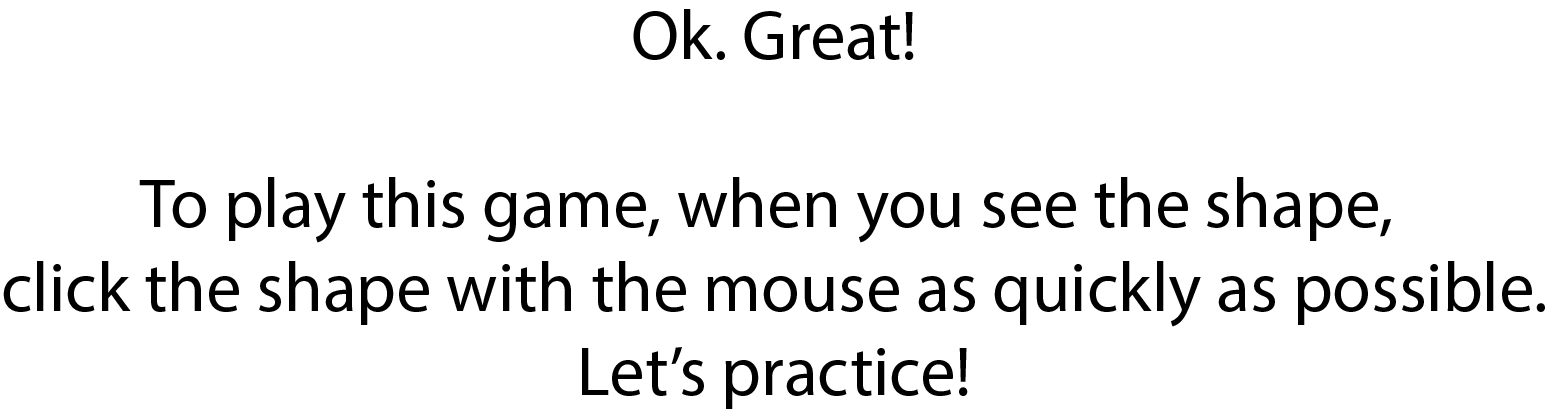 Ok. Great!
To play this game, when you see the shape,
click the shape with the mouse as quickly as possible.
Let’s practice!